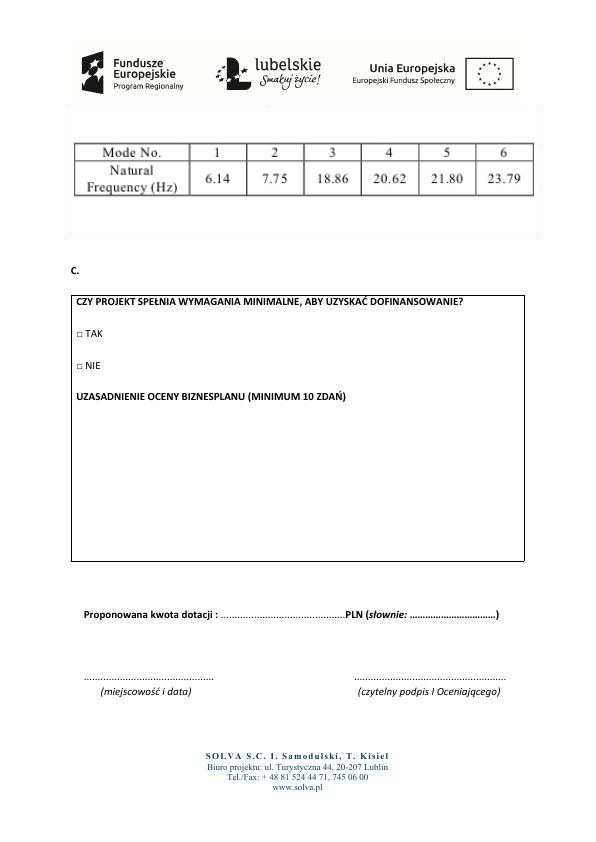 Fundusze
Europejskie
Program Regionalny
lubelskie
Smakuj życie!
Unia Europejska
Europejski Fundusz Społeczny
Mode No. 1 2 3 4 5 6
Natural
Frequency (Hz) 6.14 7.75 18.86 20.62 21.80 23.79
C.
CZY PROJEKT SPEŁNIA WYMAGANIA MINIMALNE, ABY UZYSKAĆ DOFINANSOWANIE?
□ TAK
□ NIE
UZASADNIENIE OCENY BIZNESPLANU (MINIMUM 10 ZDAŃ)
Proponowana kwota dotacji : ...............................................PLN (słownie: ................................)
................................................. .........................................................
(miejscowość i data) (czytelny podpis I Oceniającego)
SOLVA S.C. I. Samodulski, T. Kisiel
Biuro projektu: ul. Turystyczna 44, 20-207 Lublin
Tel./Fax: + 48 81 524 44 71, 745 06 00
www.solva.pl